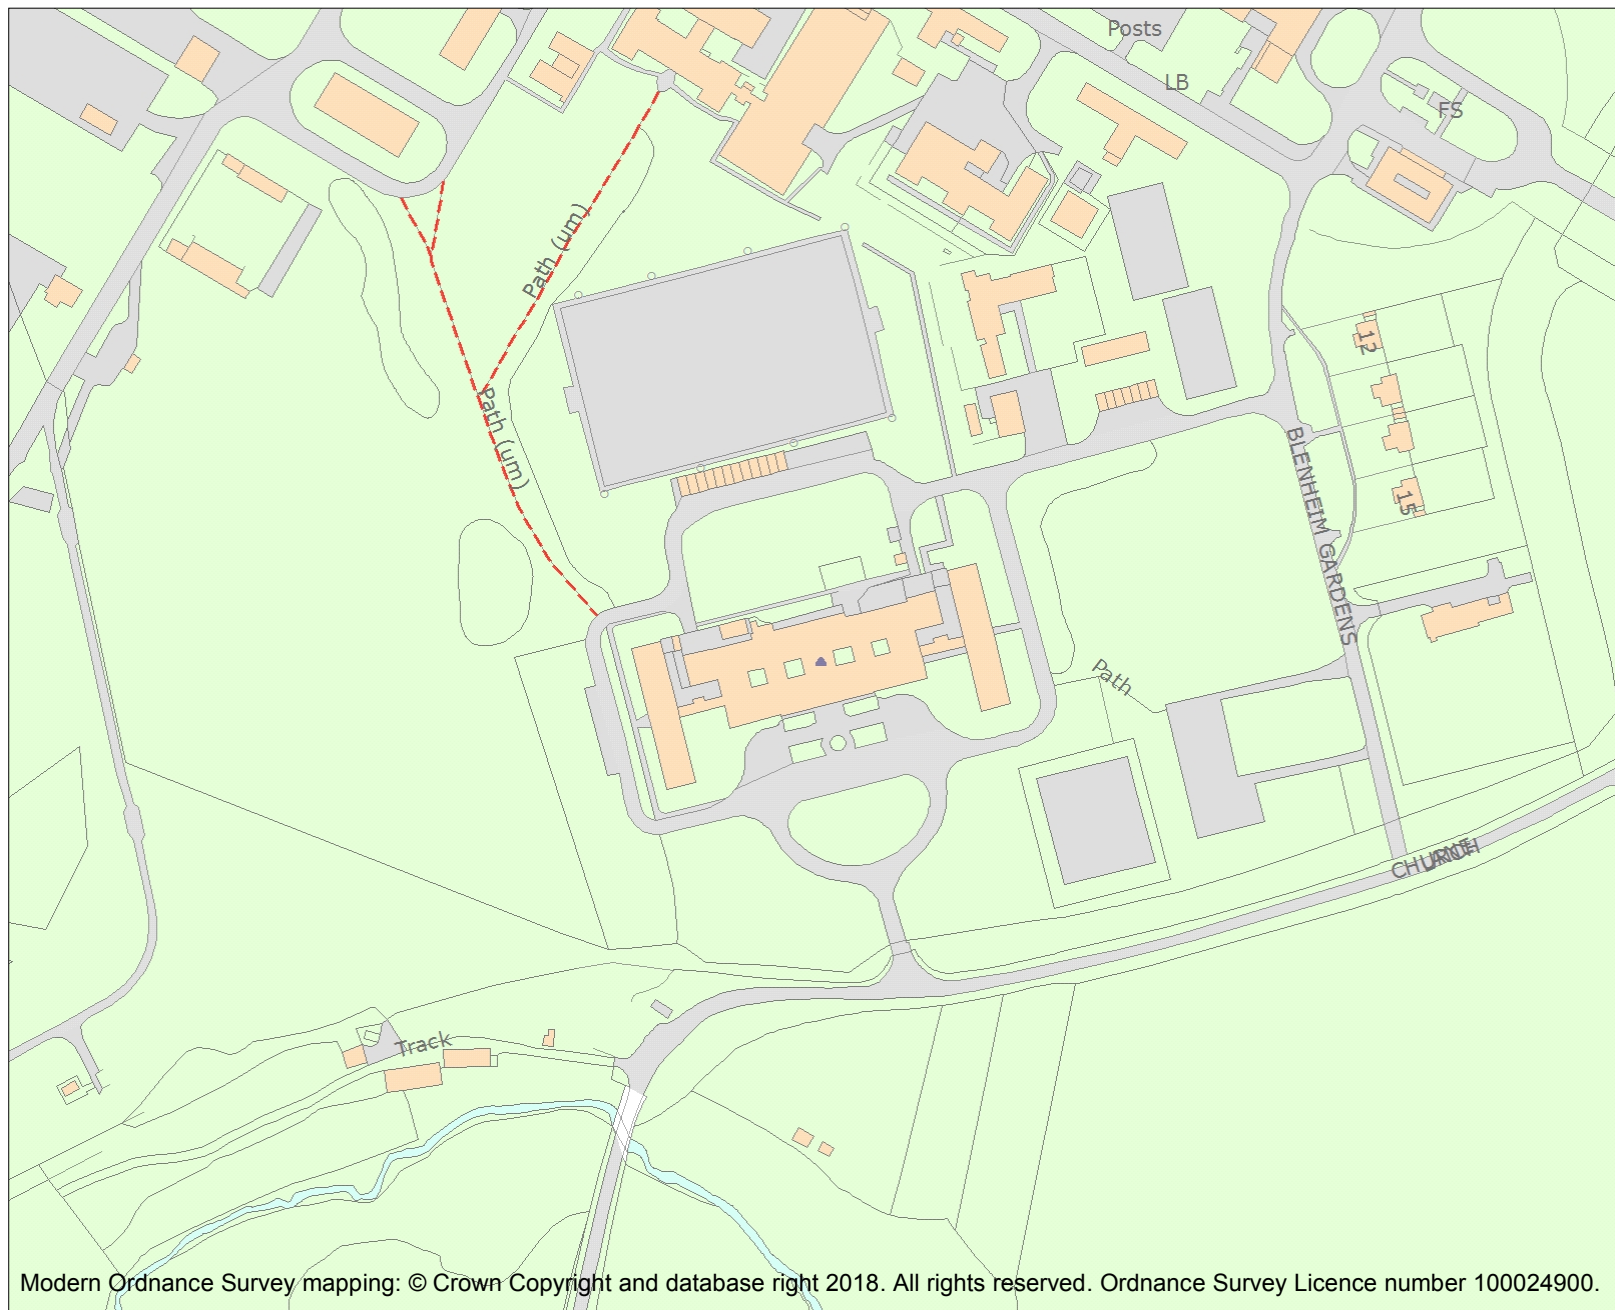 Posts
LB
FS
Path (um)
12
Path (um)
BLENHEIM GARDENS
15
Path
CHURCH
Track
Modern Ordnance Survey mapping: © Crown Copyright and database right 2018. All rights reserved. Ordnance Survey Licence number 100024900.